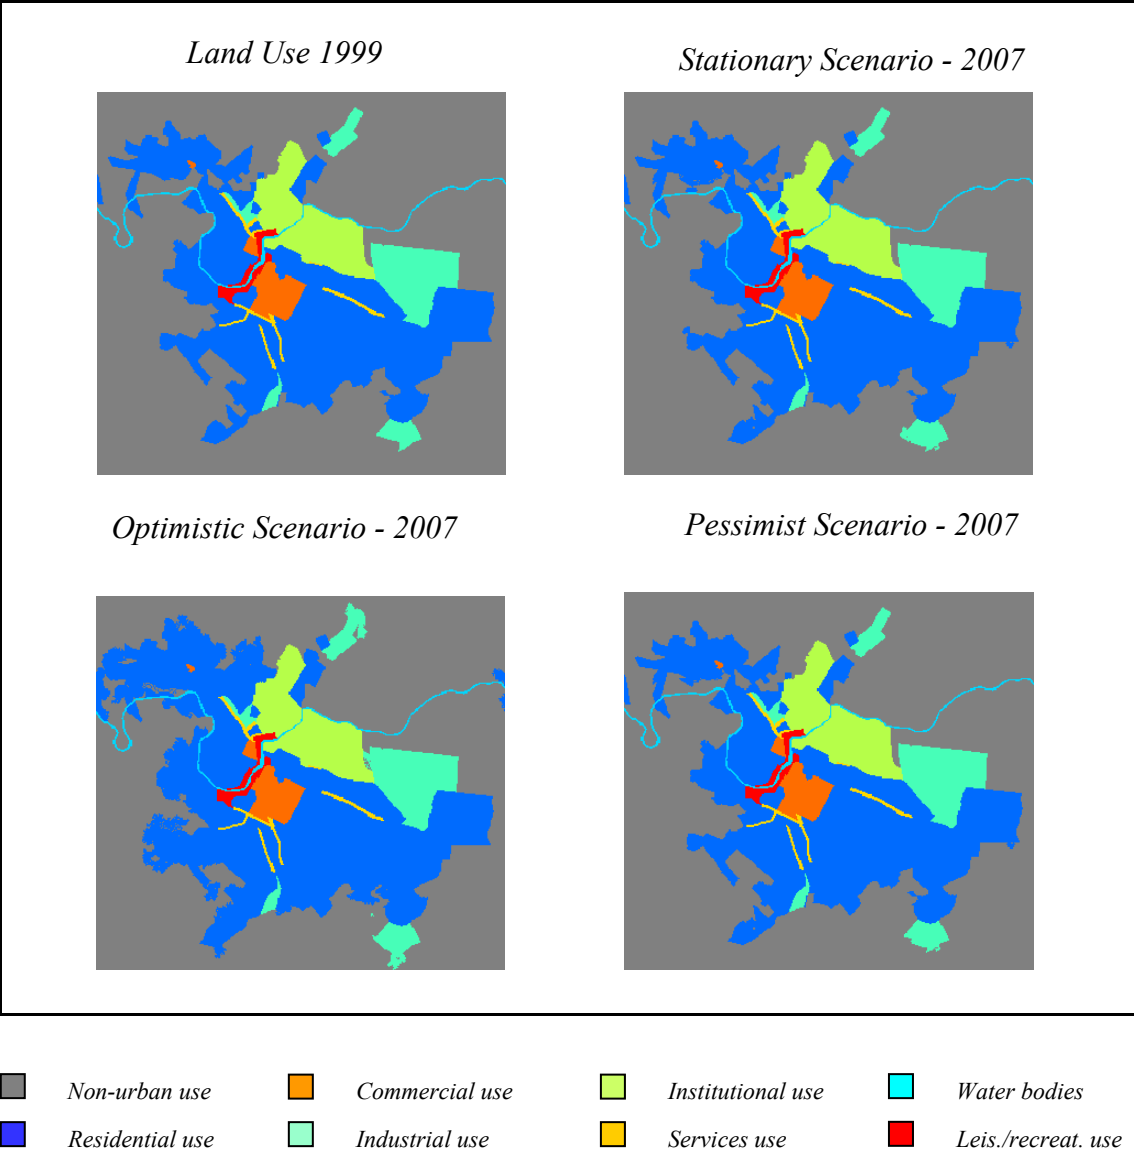 Land Use 1999
Stationary Scenario - 2007
Optimistic Scenario - 2007
Pessimist Scenario - 2007
Non-urban use
Commercial use
Institutional use
Water bodies
Residential use
Industrial use
Services use
Leis./recreat. use